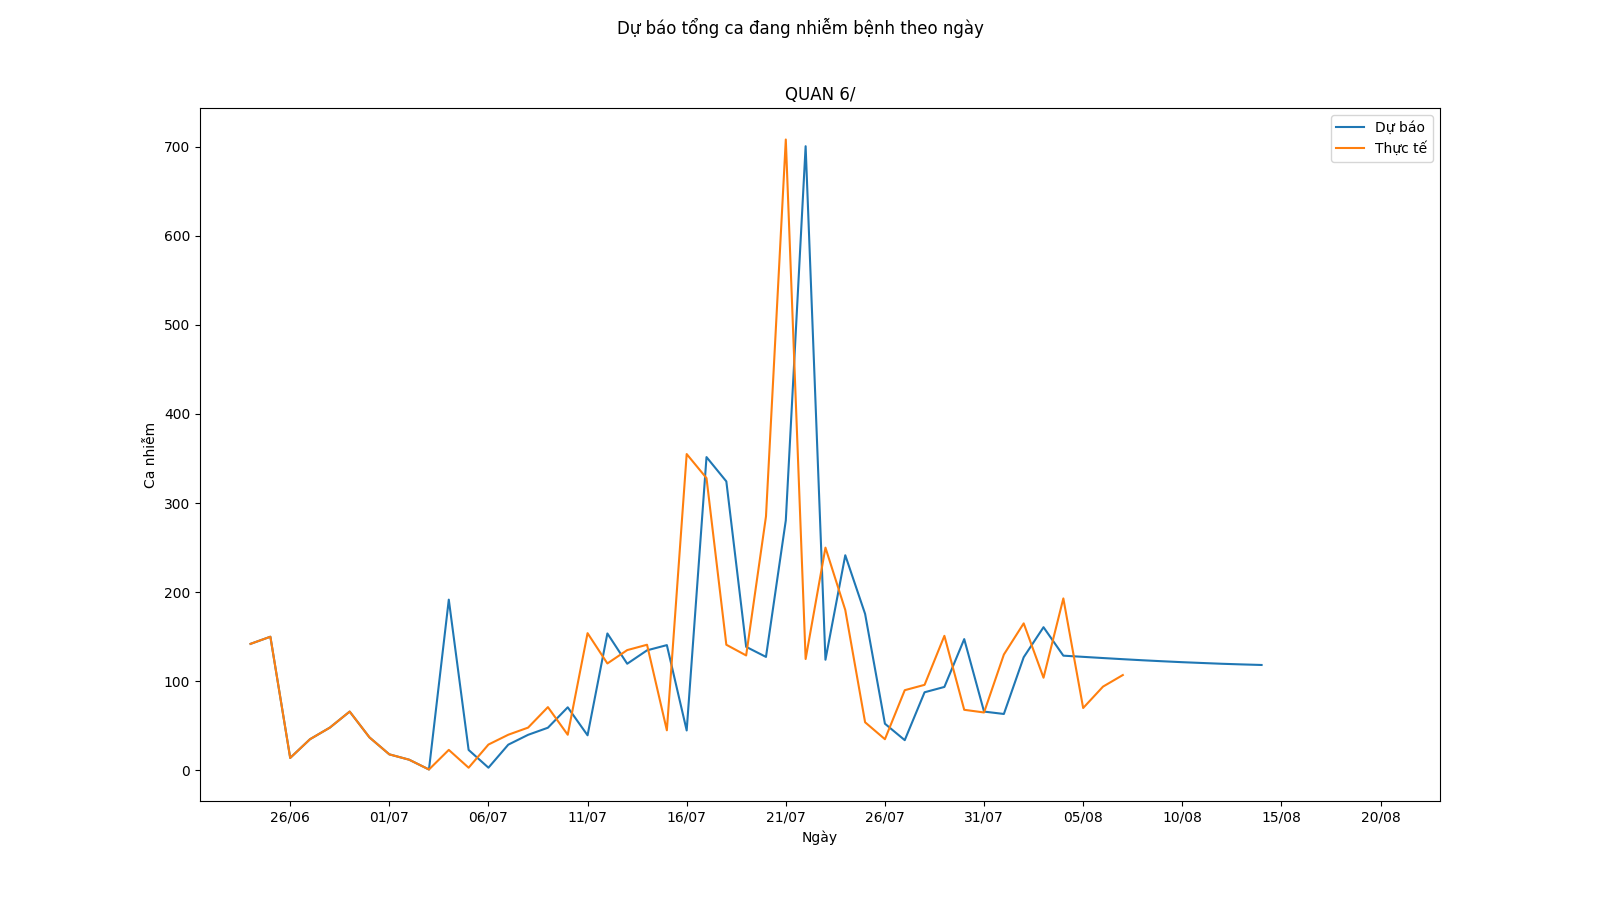 Dự báo tổng ca đang nhiễm bệnh theo ngày
QUAN 6/
Dự báo
Thực tế
700
600
500
400
300
200
100
0
Ca nhiễm
26/06 01/07 06/07 11/07 16/07 21/07 26/07 31/07 05/08 10/08 15/08 20/08
Ngày